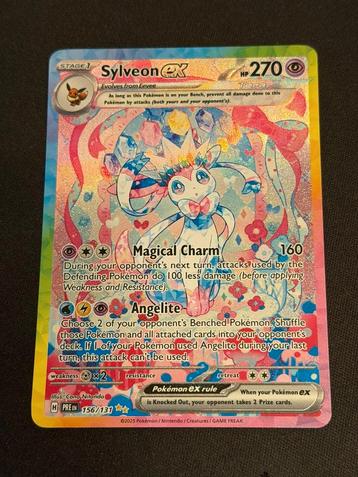 STAGE 1
Sylveon ex
HP 270
Evolves from Eevee
As long as this Pokémon is on your Bench, prevent all damage done to this
Pokémon by attacks (both yours and your opponent's).
Magical Charm 160
During your opponent's next turn, attacks used by the
Defending Pokémon do 100 less damage (before applying
Weakness and Resistance).
Angelite
Choose 2 of your opponent's Benched Pokémon. Shuffle
those Pokémon and all attached cards into your opponent's
deck. If 1 of your Pokémon used Angelite during your last
turn, this attack can't be used.
weakness ×2 resistance retreat
Pokémon ex rule
When your Pokémon ex
is Knocked Out, your opponent takes 2 Prize cards.
Illus.
H PRE EN 156/131
©2025 Pokémon / Nintendo / Creatures / GAME FREAK